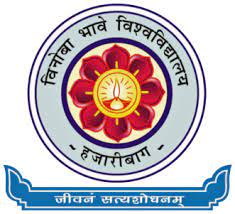 विनोबा भावे विश्वविद्यालय
- हजारीबाग -
जीवनं सत्यशोधनम्